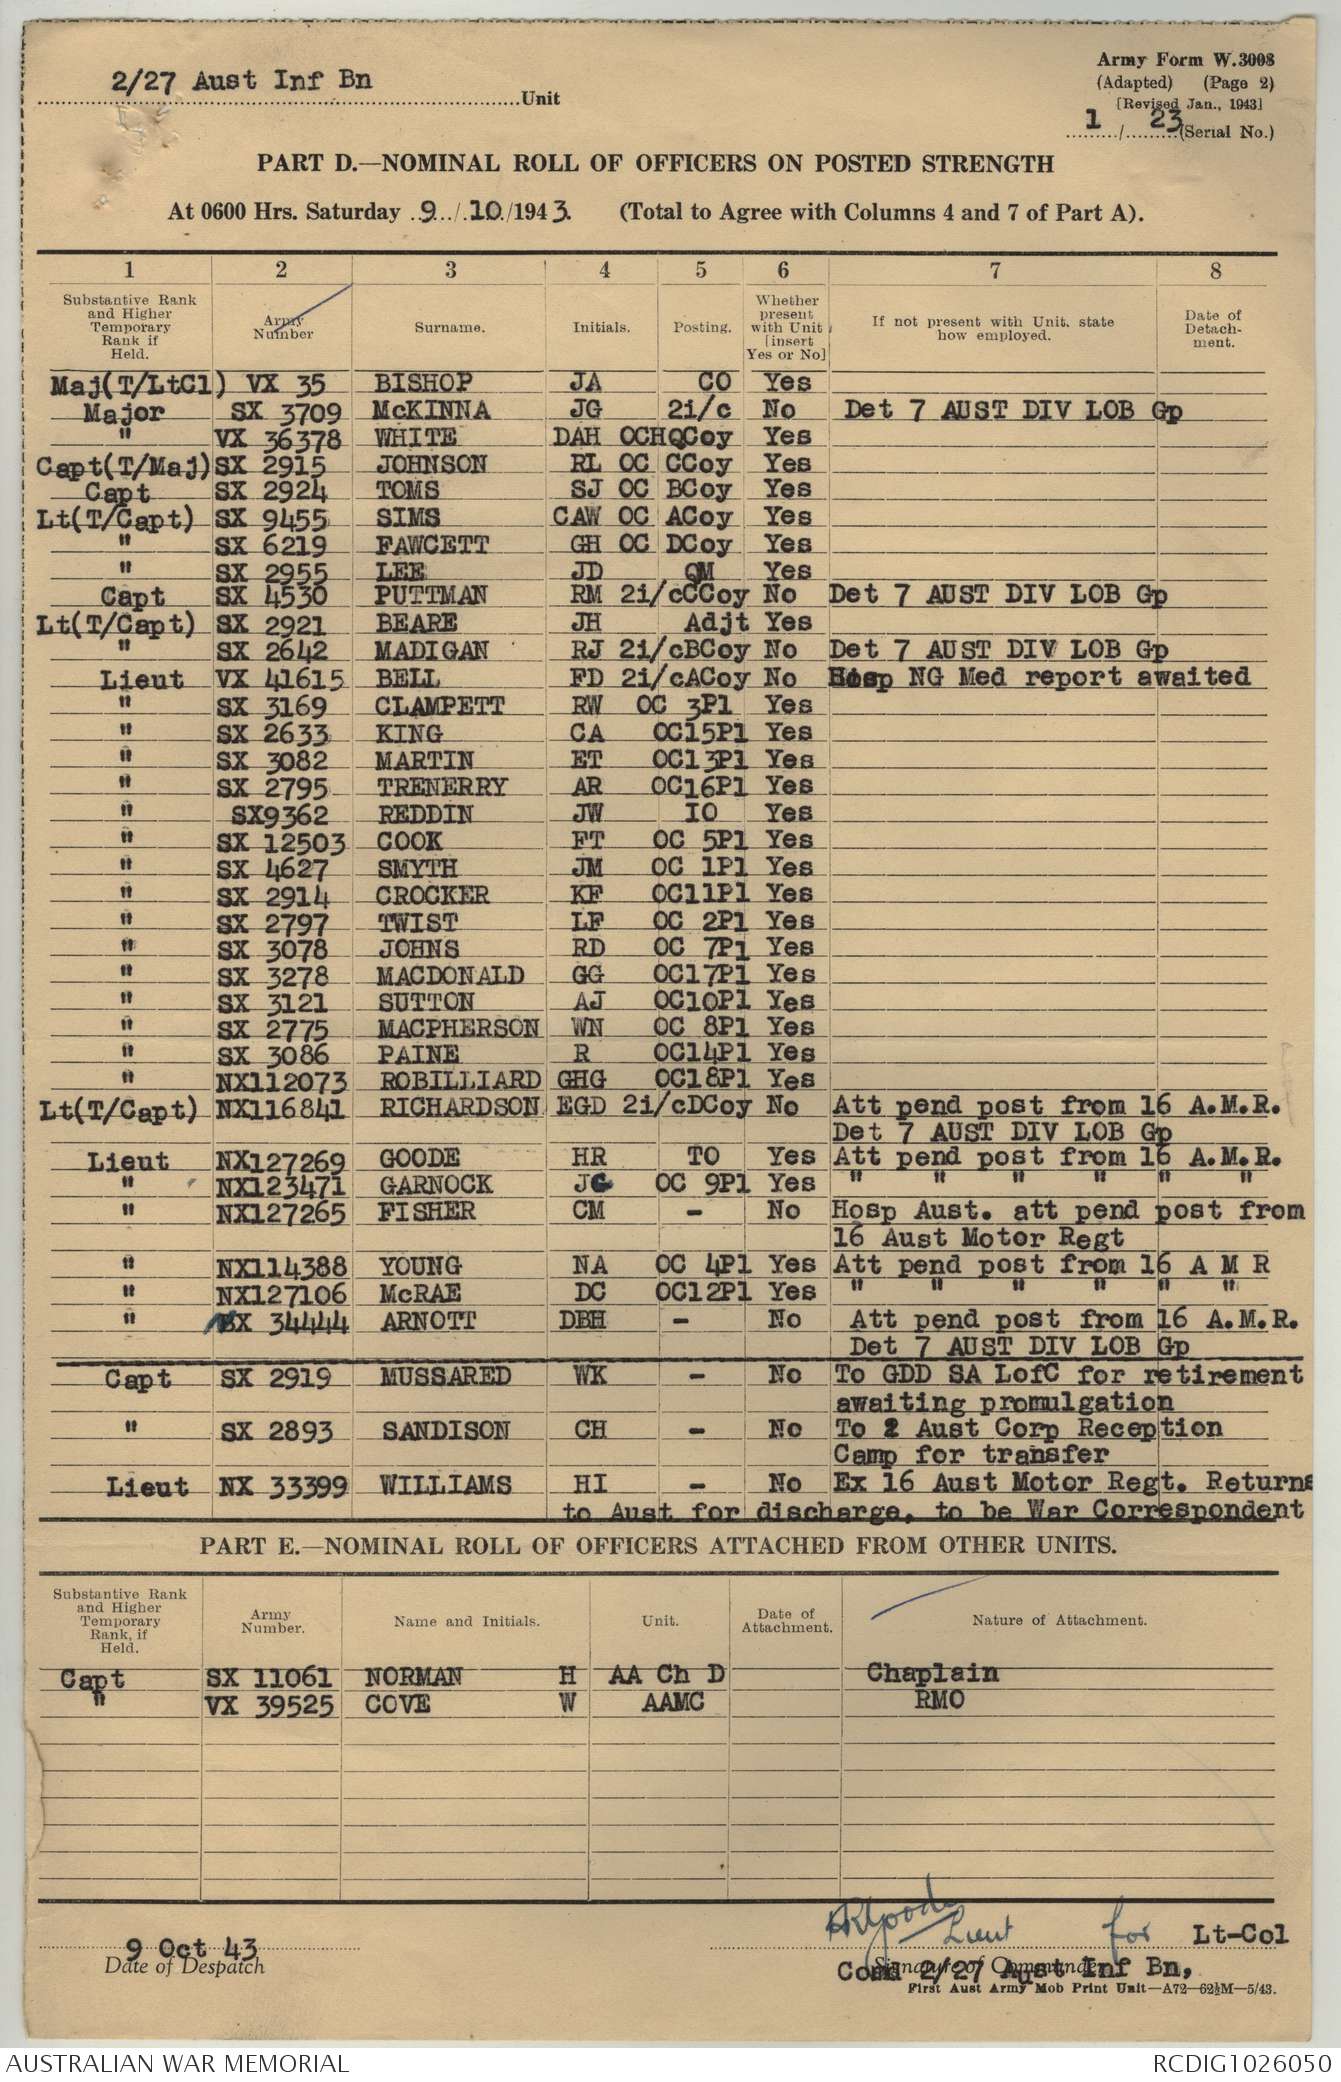 2/27 Aust Inf Bn Unit
Army Form W.3008
(Adapted) (Page 2)
[Revised Jan., 1943]
1 / 23 (Serial No.)
PART D.—NOMINAL ROLL OF OFFICERS ON POSTED STRENGTH
At 0600 Hrs. Saturday 9 / 10 /1943. (Total to Agree with Columns 4 and 7 of Part A).
1 2 3 4 5 6 7 8
Substantive Rank and Higher Temporary Rank if Held. Army Number Surname. Initials. Posting. Whether present with Unit [insert Yes or No] If not present with Unit, state how employed. Date of Detachment.
Maj(T/LtCl) VX 35 BISHOP JA CO Yes
Major SX 3709 McKINNA JG 2i/c No Det 7 AUST DIV LOB Gp
" VX 36378 WHITE DAH OCHQCoy Yes
Capt(T/Maj) SX 2915 JOHNSON RL OC CCoy Yes
Capt SX 2924 TOMS SJ OC BCoy Yes
Lt(T/Capt) SX 9455 SIMS CAW OC ACoy Yes
" SX 6219 FAWCETT GH OC DCoy Yes
" SX 2955 LEE JD QM Yes
Capt SX 4530 PUTTMAN RM 2i/cCCoy No Det 7 AUST DIV LOB Gp
Lt(T/Capt) SX 2921 BEARE JH Adjt Yes
" SX 2642 MADIGAN RJ 2i/cBCoy No Det 7 AUST DIV LOB Gp
Lieut VX 41615 BELL FD 2i/cACoy No Hosp NG Med report awaited
" SX 3169 CLAMPETT RW OC 3Pl Yes
" SX 2633 KING CA OC15Pl Yes
" SX 3082 MARTIN ET OC13Pl Yes
" SX 2795 TRENERRY AR OC16Pl Yes
" SX9362 REDDIN JW IO Yes
" SX 12503 COOK FT OC 5Pl Yes
" SX 4627 SMYTH JM OC 1Pl Yes
" SX 2914 CROCKER KF OC11Pl Yes
" SX 2797 TWIST LF OC 2Pl Yes
" SX 3078 JOHNS RD OC 7Pl Yes
" SX 3278 MACDONALD GG OC17Pl Yes
" SX 3121 SUTTON AJ OC10Pl Yes
" SX 2775 MACPHERSON WN OC 8Pl Yes
" SX 3086 PAINE R OC14Pl Yes
" NX112073 ROBILLIARD GHG OC18Pl Yes
Lt(T/Capt) NX116841 RICHARDSON EGD 2i/cDCoy No Att pend post from 16 A.M.R.
Det 7 AUST DIV LOB Gp
Lieut NX127269 GOODE HR TO Yes Att pend post from 16 A.M.R.
" NX123471 GARNOCK JG OC 9Pl Yes " " " " " "
" NX127265 FISHER CM - No Hosp Aust. att pend post from
16 Aust Motor Regt
" NX114388 YOUNG NA OC 4Pl Yes Att pend post from 16 A M R
" NX127106 McRAE DC OC12Pl Yes " " " " " "
" NX 34444 ARNOTT DBH - No Att pend post from 16 A.M.R.
Det 7 AUST DIV LOB Gp
Capt SX 2919 MUSSARED WK - No To GDD SA LofC for retirement
awaiting promulgation
" SX 2893 SANDISON CH - No To 2 Aust Corp Reception
Camp for transfer
Lieut NX 33399 WILLIAMS HI - No Ex 16 Aust Motor Regt. Returns
to Aust for discharge, to be War Correspondent
PART E.—NOMINAL ROLL OF OFFICERS ATTACHED FROM OTHER UNITS.
Substantive Rank and Higher Temporary Rank, if Held. Army Number. Name and Initials. Unit. Date of Attachment. Nature of Attachment.
Capt SX 11061 NORMAN H AA Ch D Chaplain
" VX 39525 COVE W AAMC RMO
HRGoode Lieut for Lt-Col
9 Oct 43
Date of Despatch
Signature of Commander
Comd 2/27 Aust Inf Bn,
First Aust Army Mob Print Unit—A72—62½M—5/43.
AUSTRALIAN WAR MEMORIAL RCDIG1026050